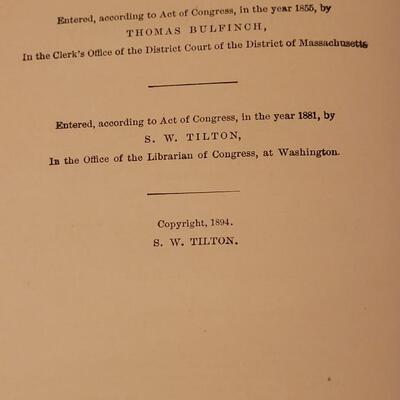 Entered, according to Act of Congress, in the year 1855, by
THOMAS BULFINCH,
In the Clerk's Office of the District Court of the District of Massachusetts
Entered, according to Act of Congress, in the year 1881, by
S. W. TILTON,
In the Office of the Librarian of Congress, at Washington.
Copyright, 1894.
S. W. TILTON.